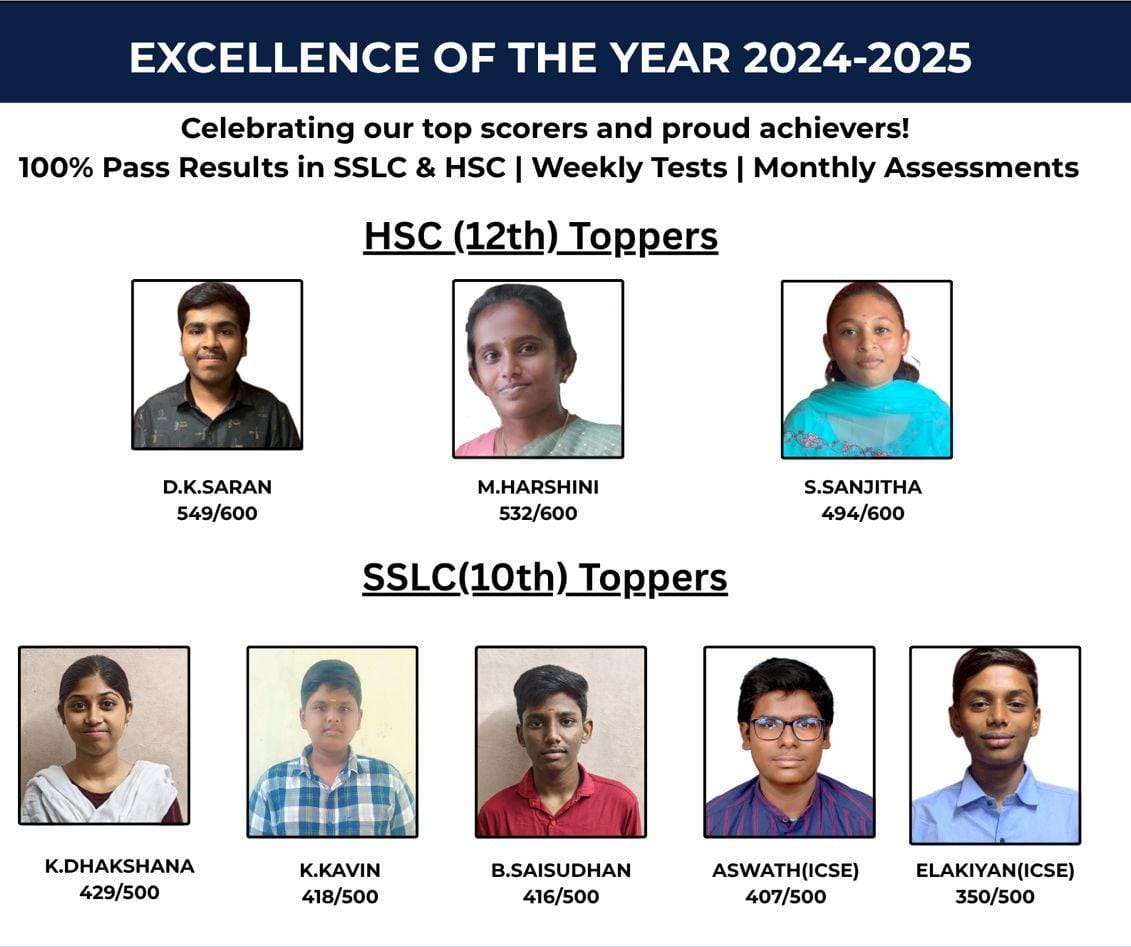 EXCELLENCE OF THE YEAR 2024-2025
Celebrating our top scorers and proud achievers!
100% Pass Results in SSLC & HSC | Weekly Tests | Monthly Assessments
HSC (12th) Toppers
D.K.SARAN
549/600
M.HARSHINI
532/600
S.SANJITHA
494/600
SSLC(10th) Toppers
K.DHAKSHANA
429/500
K.KAVIN
418/500
B.SAISUDHAN
416/500
ASWATH(ICSE)
407/500
ELAKIYAN(ICSE)
350/500